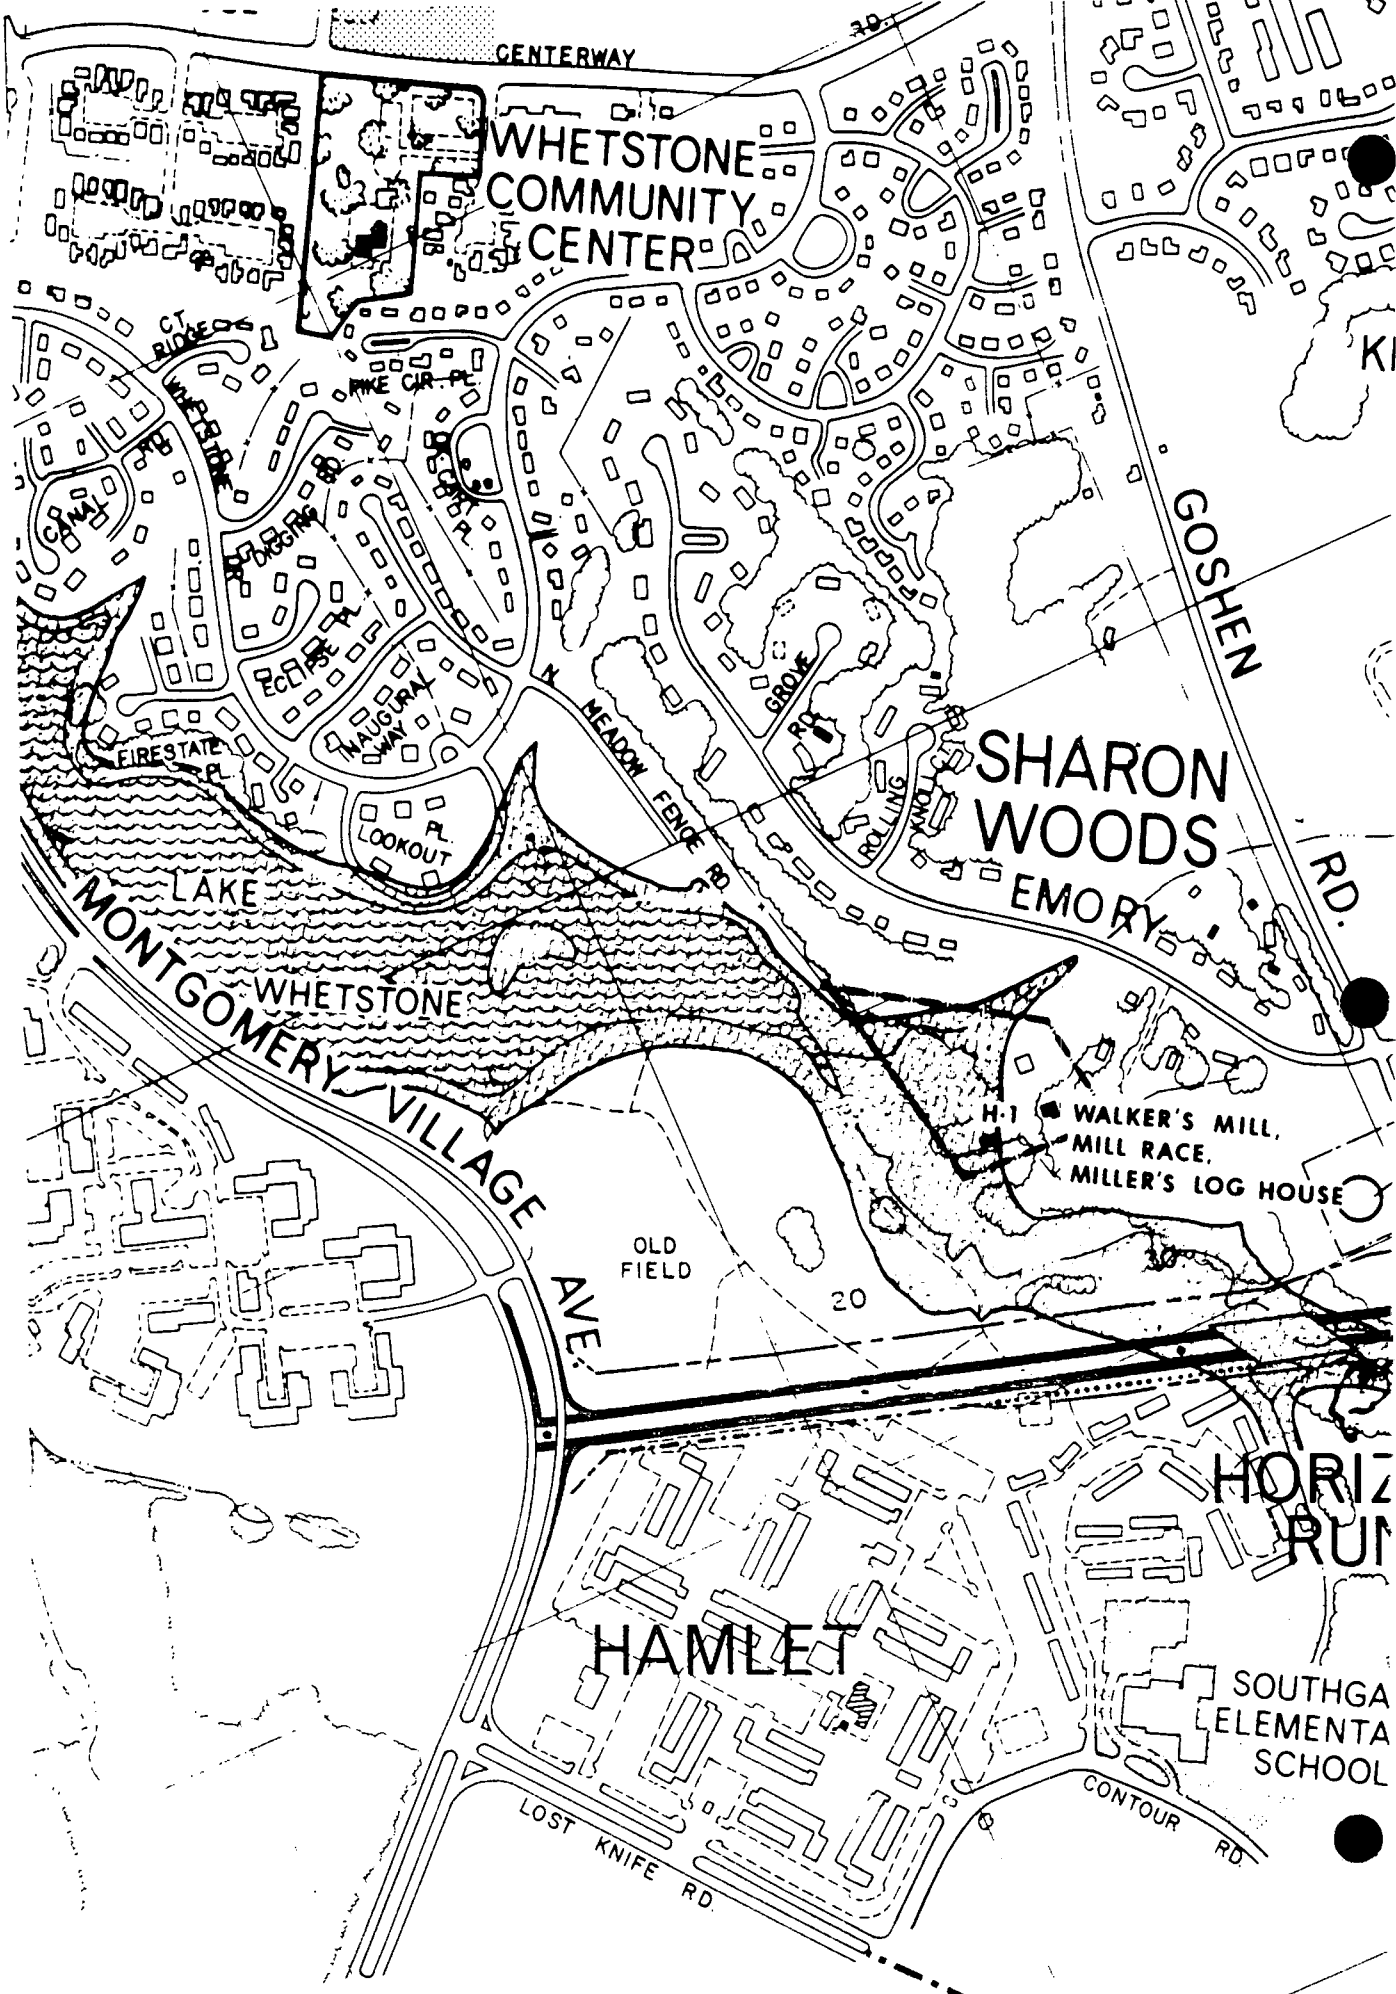 CENTERWAY
WHETSTONE
COMMUNITY
CENTER
CT.
RIDGE
PIKE CIR. PL.
WHETSTONE
RD.
CANAL
DIGGING
RD
DR.
PL
KI
GOSHEN
RD.
ECLIPSE PL
INAUGURAL
WAY
FIRESTATE
PL
LOOKOUT
PL.
MEADOW FENCE RD.
GROVE
RD.
ROLLING
KNOLL CT
SHARON
WOODS
EMORY
LAKE
WHETSTONE
MONTGOMERY VILLAGE
AVE.
H-1
WALKER'S MILL,
MILL RACE,
MILLER'S LOG HOUSE
OLD
FIELD
20
30
HORIZ
RUN
HAMLET
SOUTHGA
ELEMENTA
SCHOOL
CONTOUR RD.
LOST KNIFE RD.